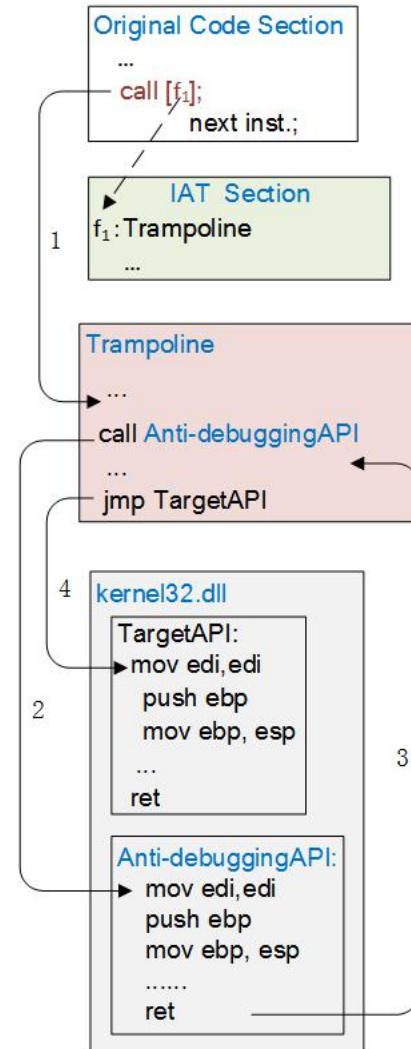 Original Code Section
...
call [f₁];
next inst.;
IAT Section
f₁:Trampoline
...
1
Trampoline
...
call Anti-debuggingAPI
...
jmp TargetAPI
4
kernel32.dll
TargetAPI:
mov edi,edi
push ebp
mov ebp, esp
...
ret
2
3
Anti-debuggingAPI:
mov edi,edi
push ebp
mov ebp, esp
......
ret